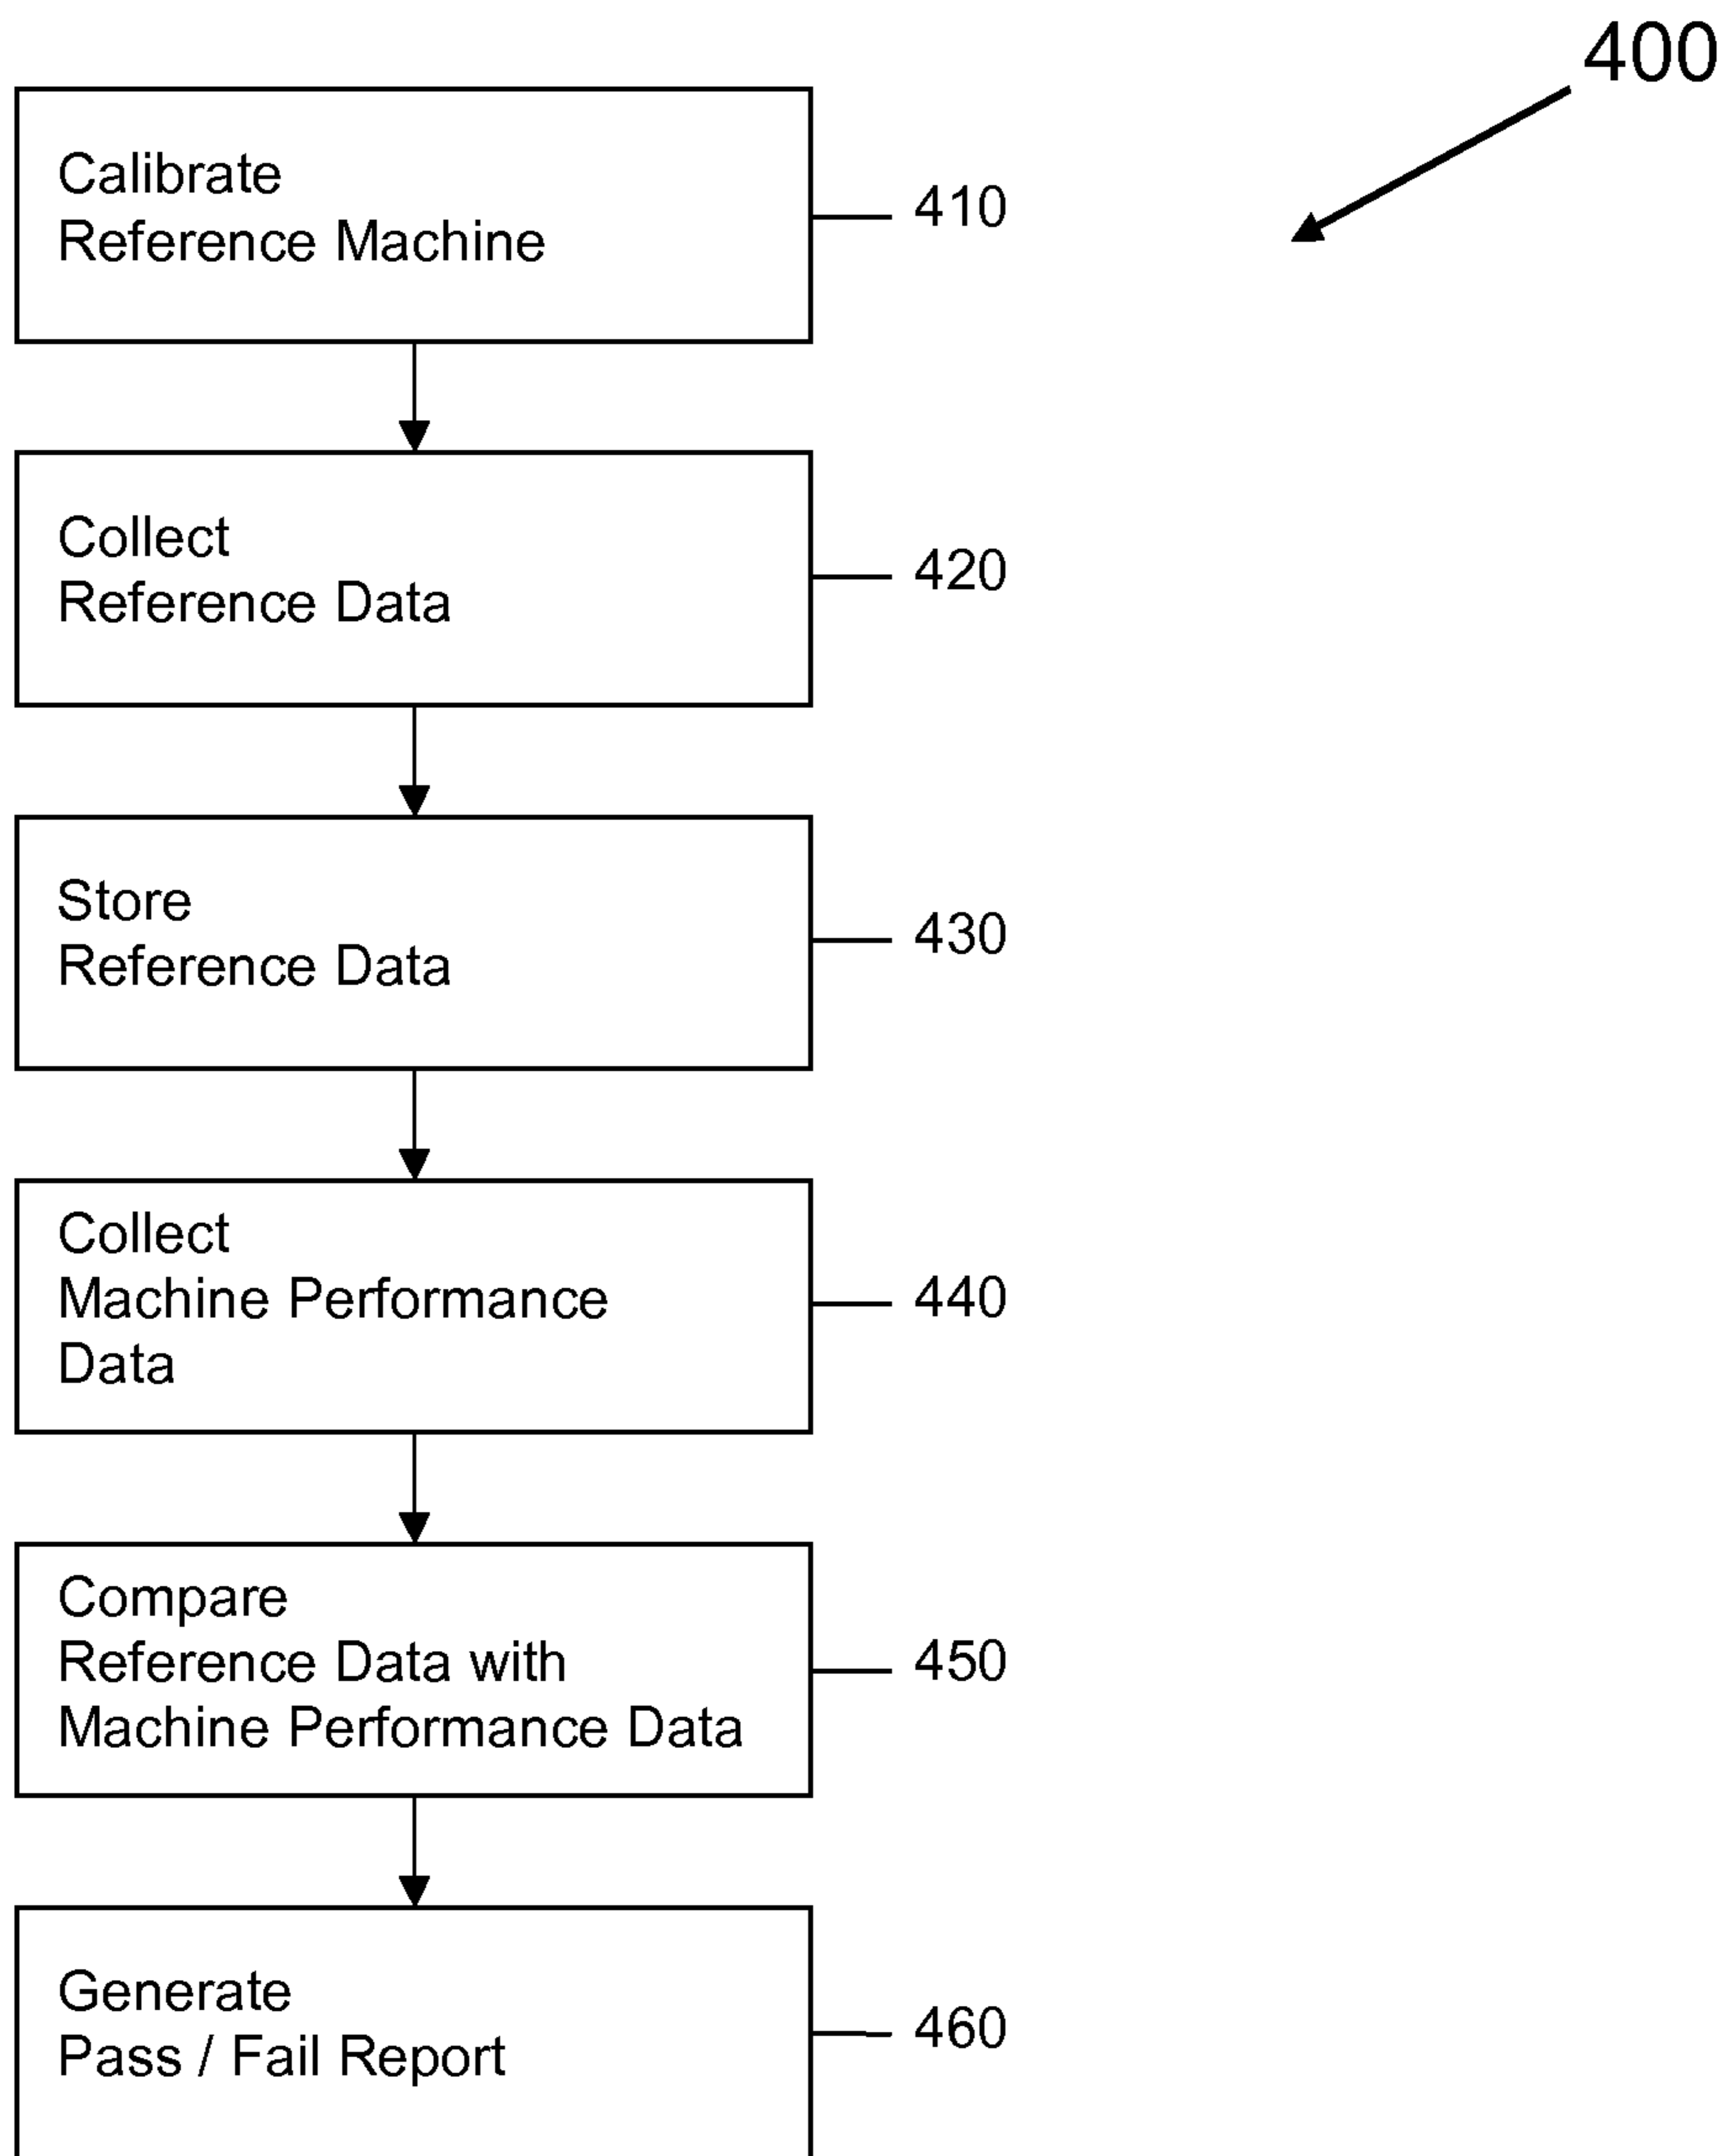 400
Calibrate
Reference Machine
410
Collect
Reference Data
420
Store
Reference Data
430
Collect
Machine Performance
Data
440
Compare
Reference Data with
Machine Performance Data
450
Generate
Pass / Fail Report
460